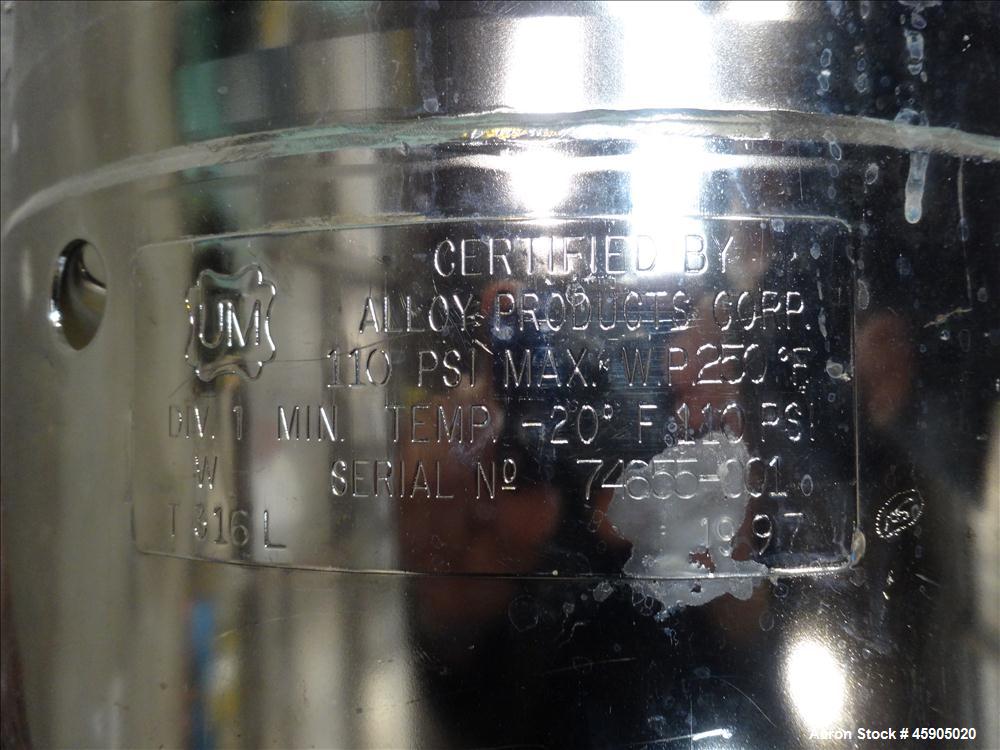 CERTIFIED BY
UM
ALLOY PRODUCTS CORP.
110 PSI MAX. W.P. 250 °F
DIV. 1 MIN. TEMP. -20° F 110 PSI
W SERIAL Nº 74655-001
T 316 L 1997
Aaron Stock # 45905020